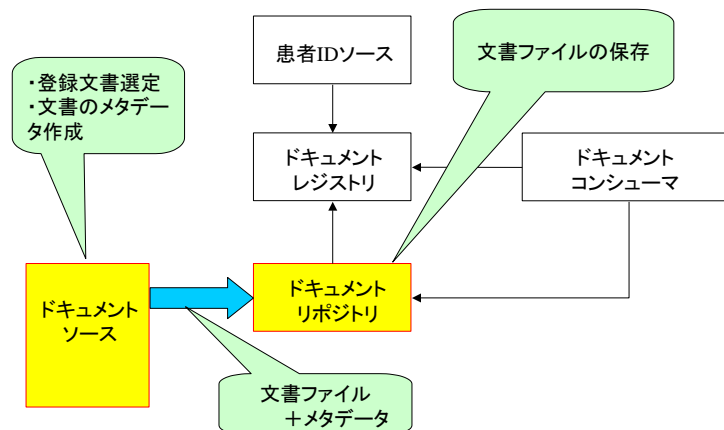 患者IDソース
文書ファイルの保存
・登録文書選定
・文書のメタデー
タ作成
ドキュメント
レジストリ
ドキュメント
コンシューマ
ドキュメント
ソース
ドキュメント
リポジトリ
文書ファイル
＋メタデータ